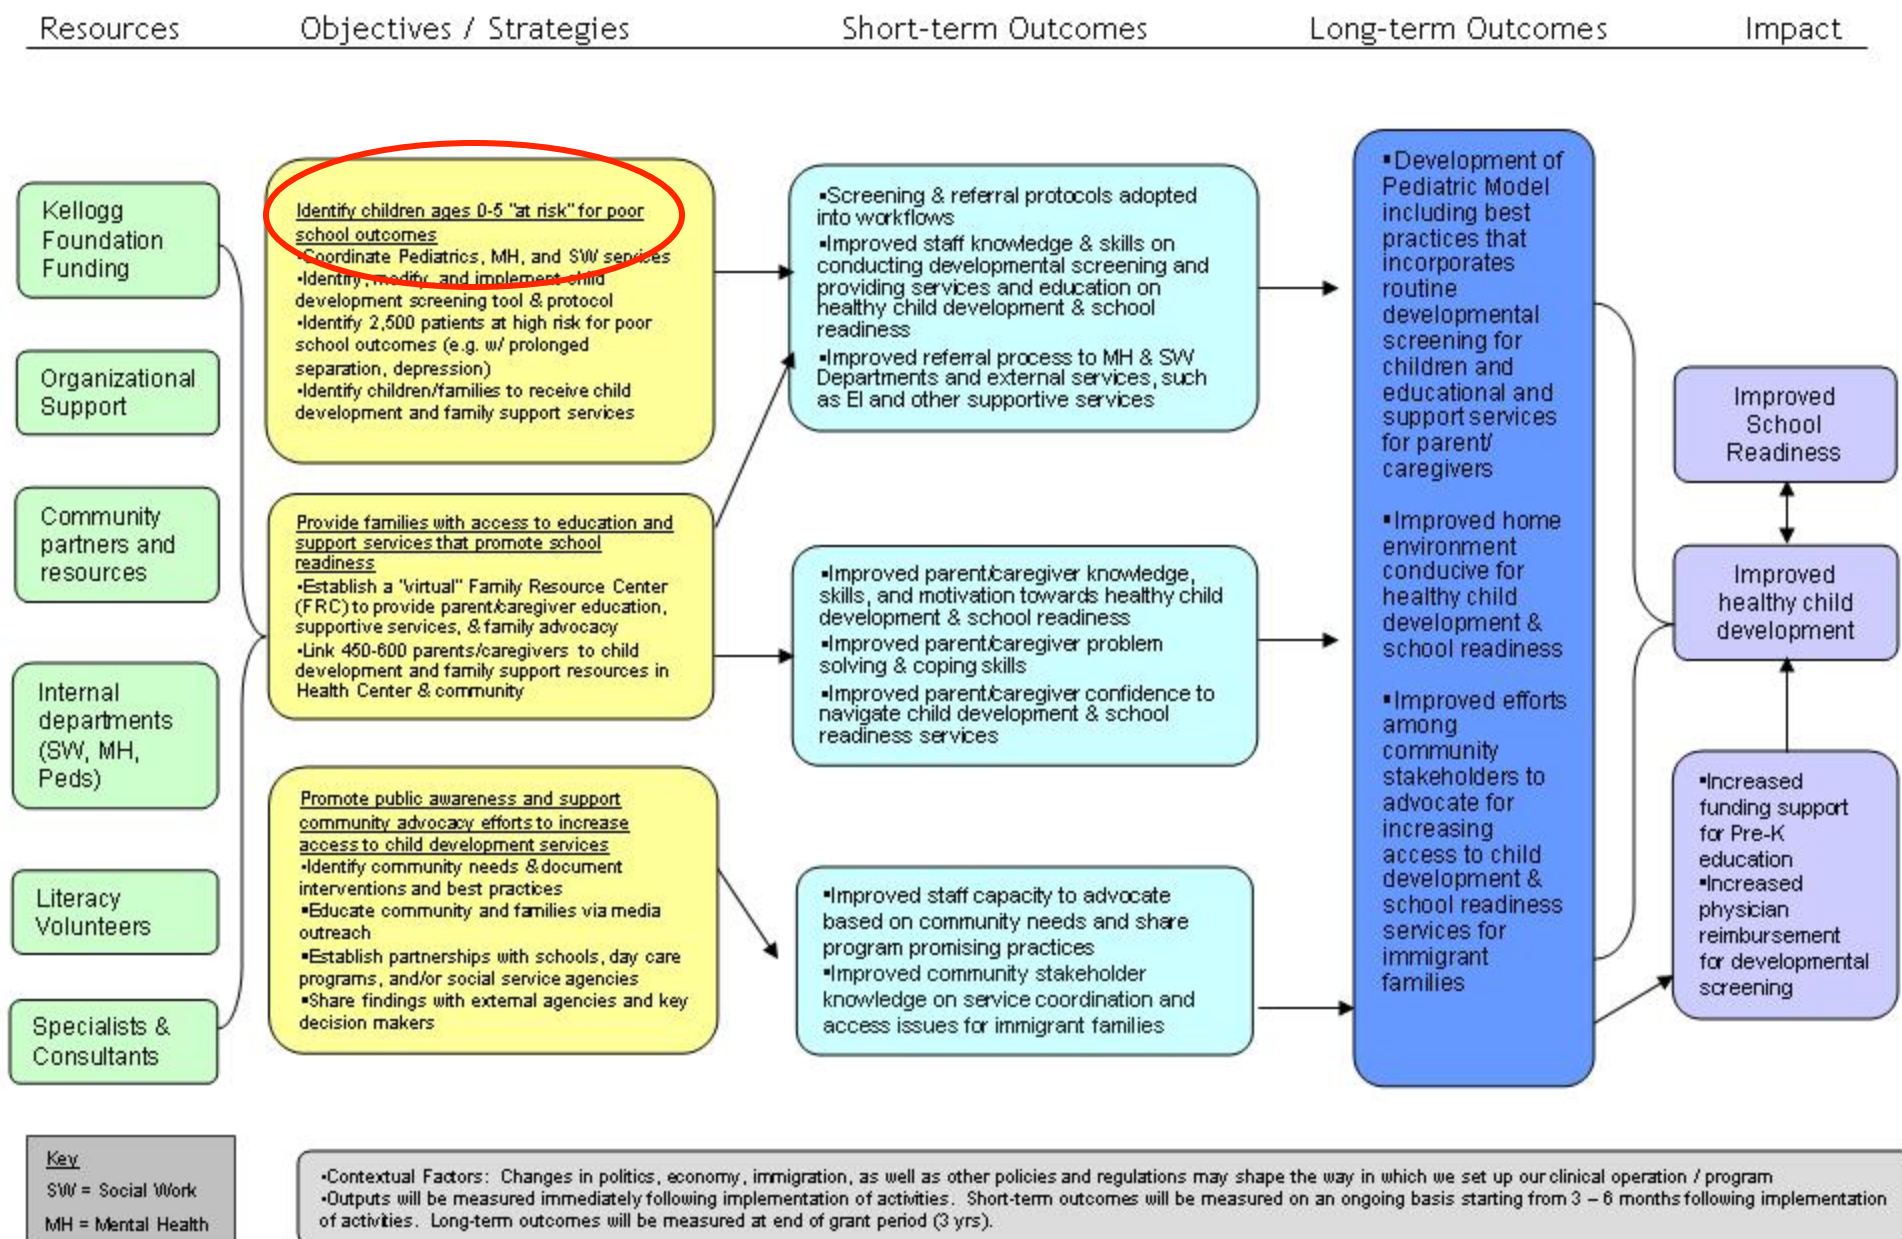 Resources
Objectives / Strategies
Short-term Outcomes
Long-term Outcomes
Impact
Kellogg
Foundation
Funding
Organizational
Support
Community
partners and
resources
Internal
departments
(SW, MH,
Peds)
Literacy
Volunteers
Specialists &
Consultants
Identify children ages 0-5 "at risk" for poor
school outcomes
•Coordinate Pediatrics, MH, and SW services
•Identify, modify, and implement child
development screening tool & protocol
•Identify 2,500 patients at high risk for poor
school outcomes (e.g. w/ prolonged
separation, depression)
•Identify children/families to receive child
development and family support services
Provide families with access to education and
support services that promote school
readiness
•Establish a "virtual" Family Resource Center
(FRC) to provide parent/caregiver education,
supportive services, & family advocacy
•Link 450-600 parents/caregivers to child
development and family support resources in
Health Center & community
Promote public awareness and support
community advocacy efforts to increase
access to child development services
•Identify community needs & document
interventions and best practices
▪Educate community and families via media
outreach
▪Establish partnerships with schools, day care
programs, and/or social service agencies
▪Share findings with external agencies and key
decision makers
▪Screening & referral protocols adopted
into workflows
▪Improved staff knowledge & skills on
conducting developmental screening and
providing services and education on
healthy child development & school
readiness
▪Improved referral process to MH & SW
Departments and external services, such
as EI and other supportive services
▪Improved parent/caregiver knowledge,
skills, and motivation towards healthy child
development & school readiness
▪Improved parent/caregiver problem
solving & coping skills
▪Improved parent/caregiver confidence to
navigate child development & school
readiness services
▪Improved staff capacity to advocate
based on community needs and share
program promising practices
▪Improved community stakeholder
knowledge on service coordination and
access issues for immigrant families
▪Development of
Pediatric Model
including best
practices that
incorporates
routine
developmental
screening for
children and
educational and
support services
for parent/
caregivers
▪Improved home
environment
conducive for
healthy child
development &
school readiness
▪Improved efforts
among
community
stakeholders to
advocate for
increasing
access to child
development &
school readiness
services for
immigrant
families
Improved
School
Readiness
Improved
healthy child
development
▪Increased
funding support
for Pre-K
education
▪Increased
physician
reimbursement
for developmental
screening
Key
SW = Social Work
MH = Mental Health
•Contextual Factors: Changes in politics, economy, immigration, as well as other policies and regulations may shape the way in which we set up our clinical operation / program
•Outputs will be measured immediately following implementation of activities. Short-term outcomes will be measured on an ongoing basis starting from 3 – 6 months following implementation
of activities. Long-term outcomes will be measured at end of grant period (3 yrs).